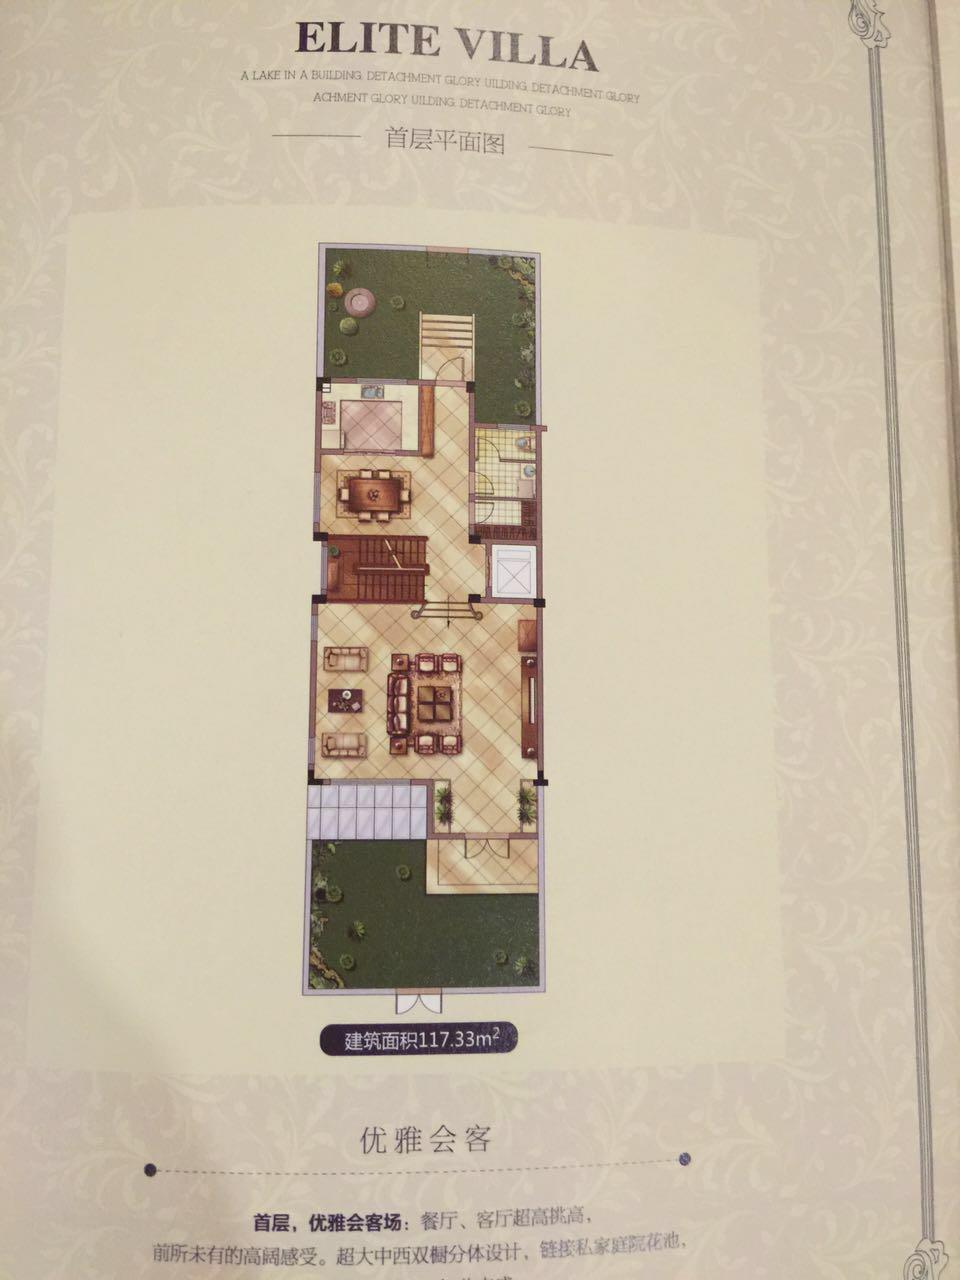 ELITE VILLA
A LAKE IN A BUILDING. DETACHMENT GLORY UILDING. DETACHMENT GLORY
ACHMENT GLORY UILDING. DETACHMENT GLORY
首层平面图
建筑面积117.33m²
优雅会客
首层，优雅会客场：餐厅、客厅超高挑高，
前所未有的高阔感受。超大中西双橱分体设计，链接私家庭院花池，